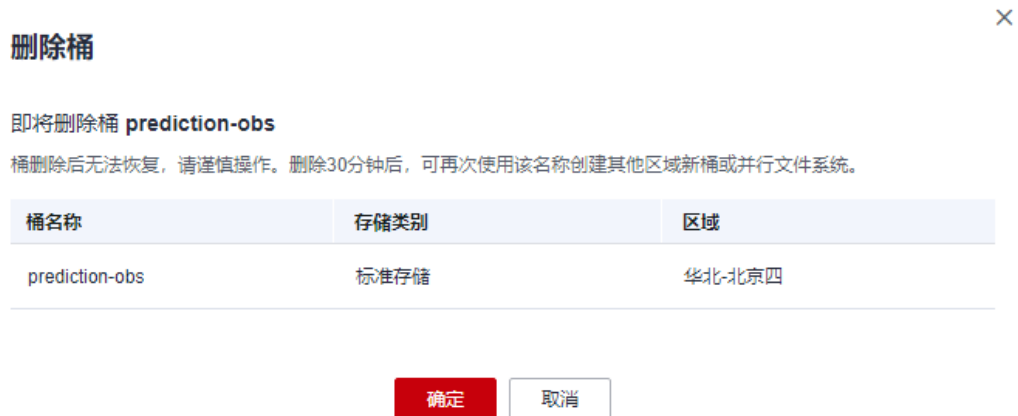 删除桶
即将删除桶 prediction-obs
桶删除后无法恢复，请谨慎操作。删除30分钟后，可再次使用该名称创建其他区域新桶或并行文件系统。
桶名称 存储类别 区域
prediction-obs 标准存储 华北-北京四
确定 取消